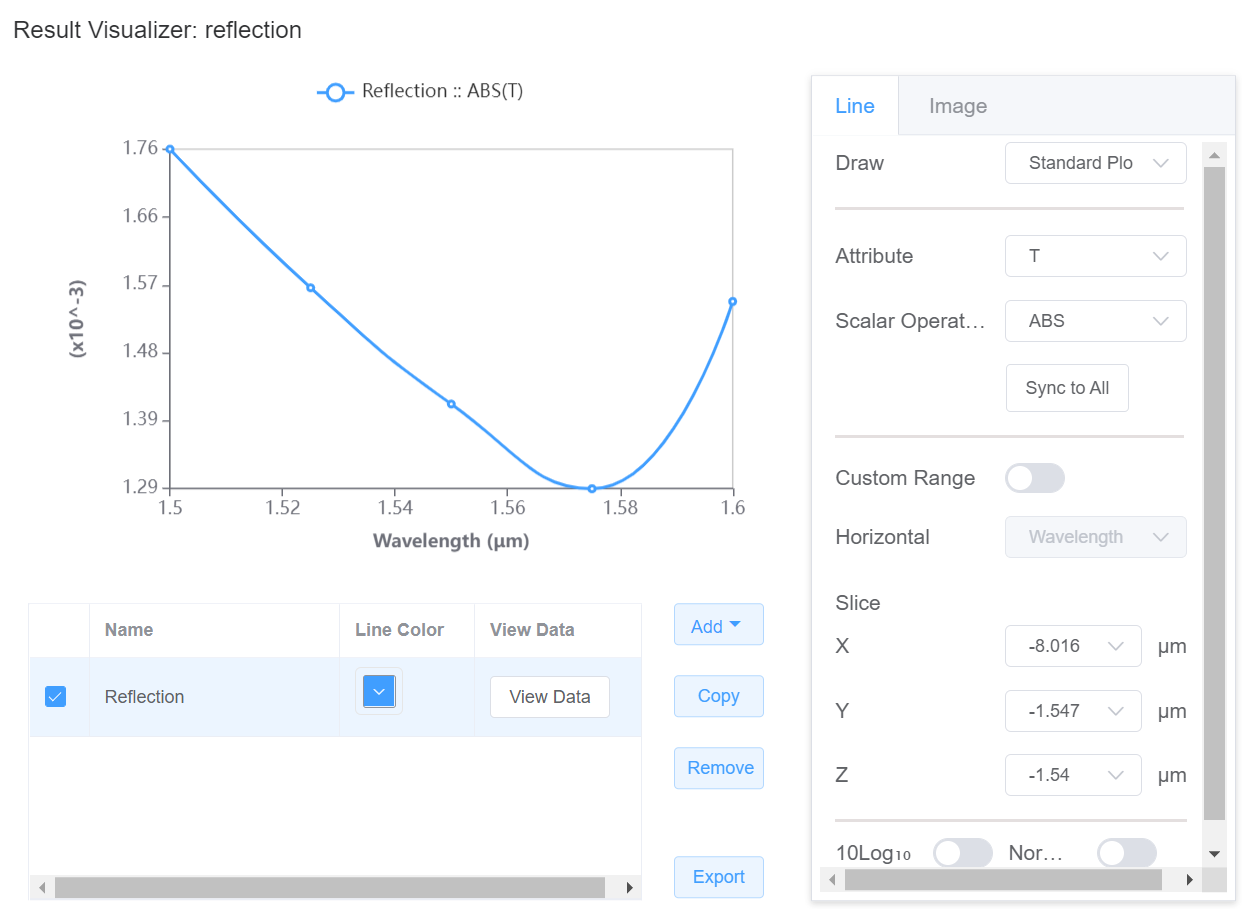 Result Visualizer: reflection
Reflection :: ABS(T)
1.76
1.66
1.57
1.48
1.39
1.29
(x10^-3)
1.5 1.52 1.54 1.56 1.58 1.6
Wavelength (μm)
Name Line Color View Data
Reflection View Data
Add
Copy
Remove
Export
Line Image
Draw Standard Plo
Attribute T
Scalar Operat... ABS
Sync to All
Custom Range
Horizontal Wavelength
Slice
X -8.016 μm
Y -1.547 μm
Z -1.54 μm
10Log₁₀ Nor...